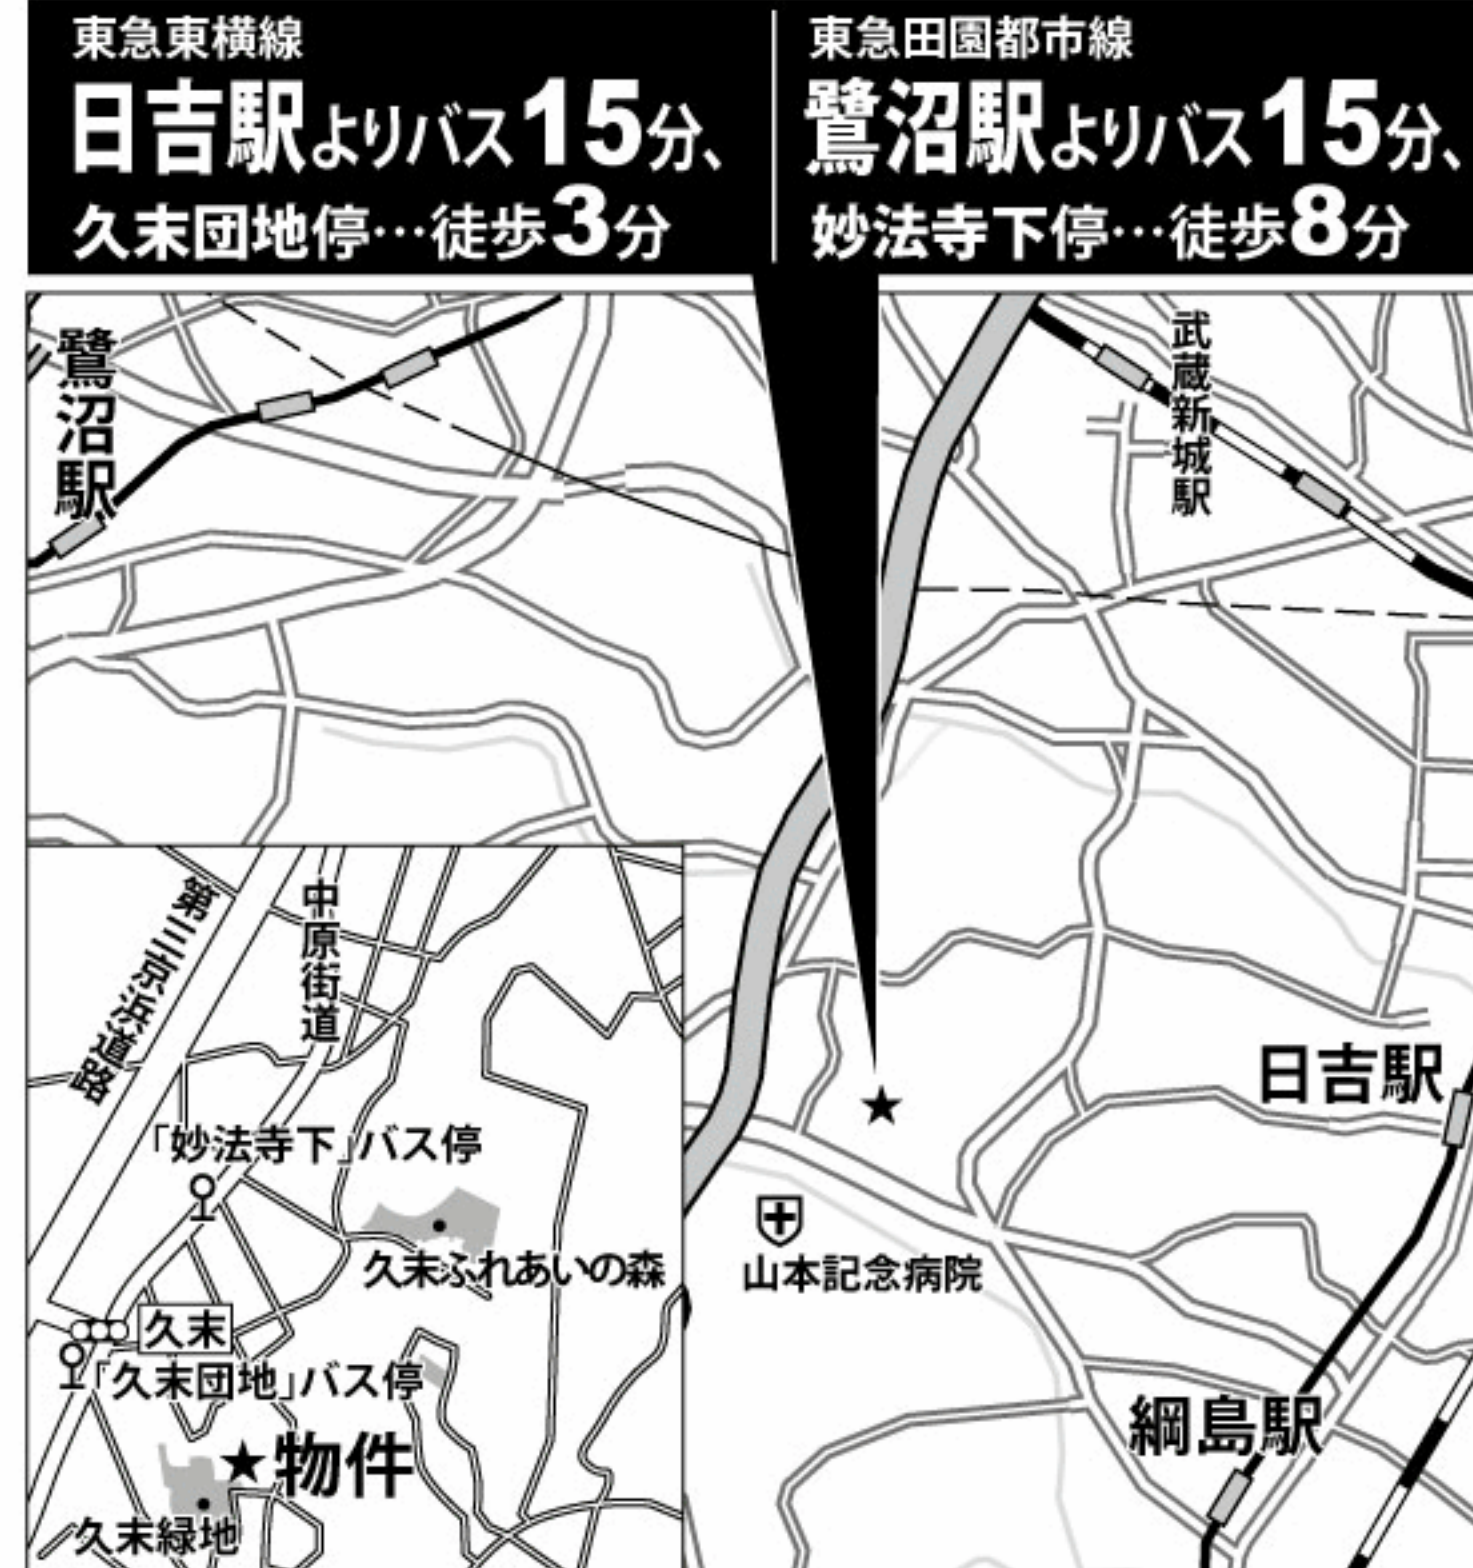 東急東横線
日吉駅よりバス15分、
久末団地停…徒歩3分
東急田園都市線
鷺沼駅よりバス15分、
妙法寺下停…徒歩8分
鷺沼駅
武蔵新城駅
第三京浜道路
中原街道
「妙法寺下」バス停
久末ふれあいの森
久末
「久末団地」バス停
★物件
久末緑地
★
山本記念病院
日吉駅
綱島駅